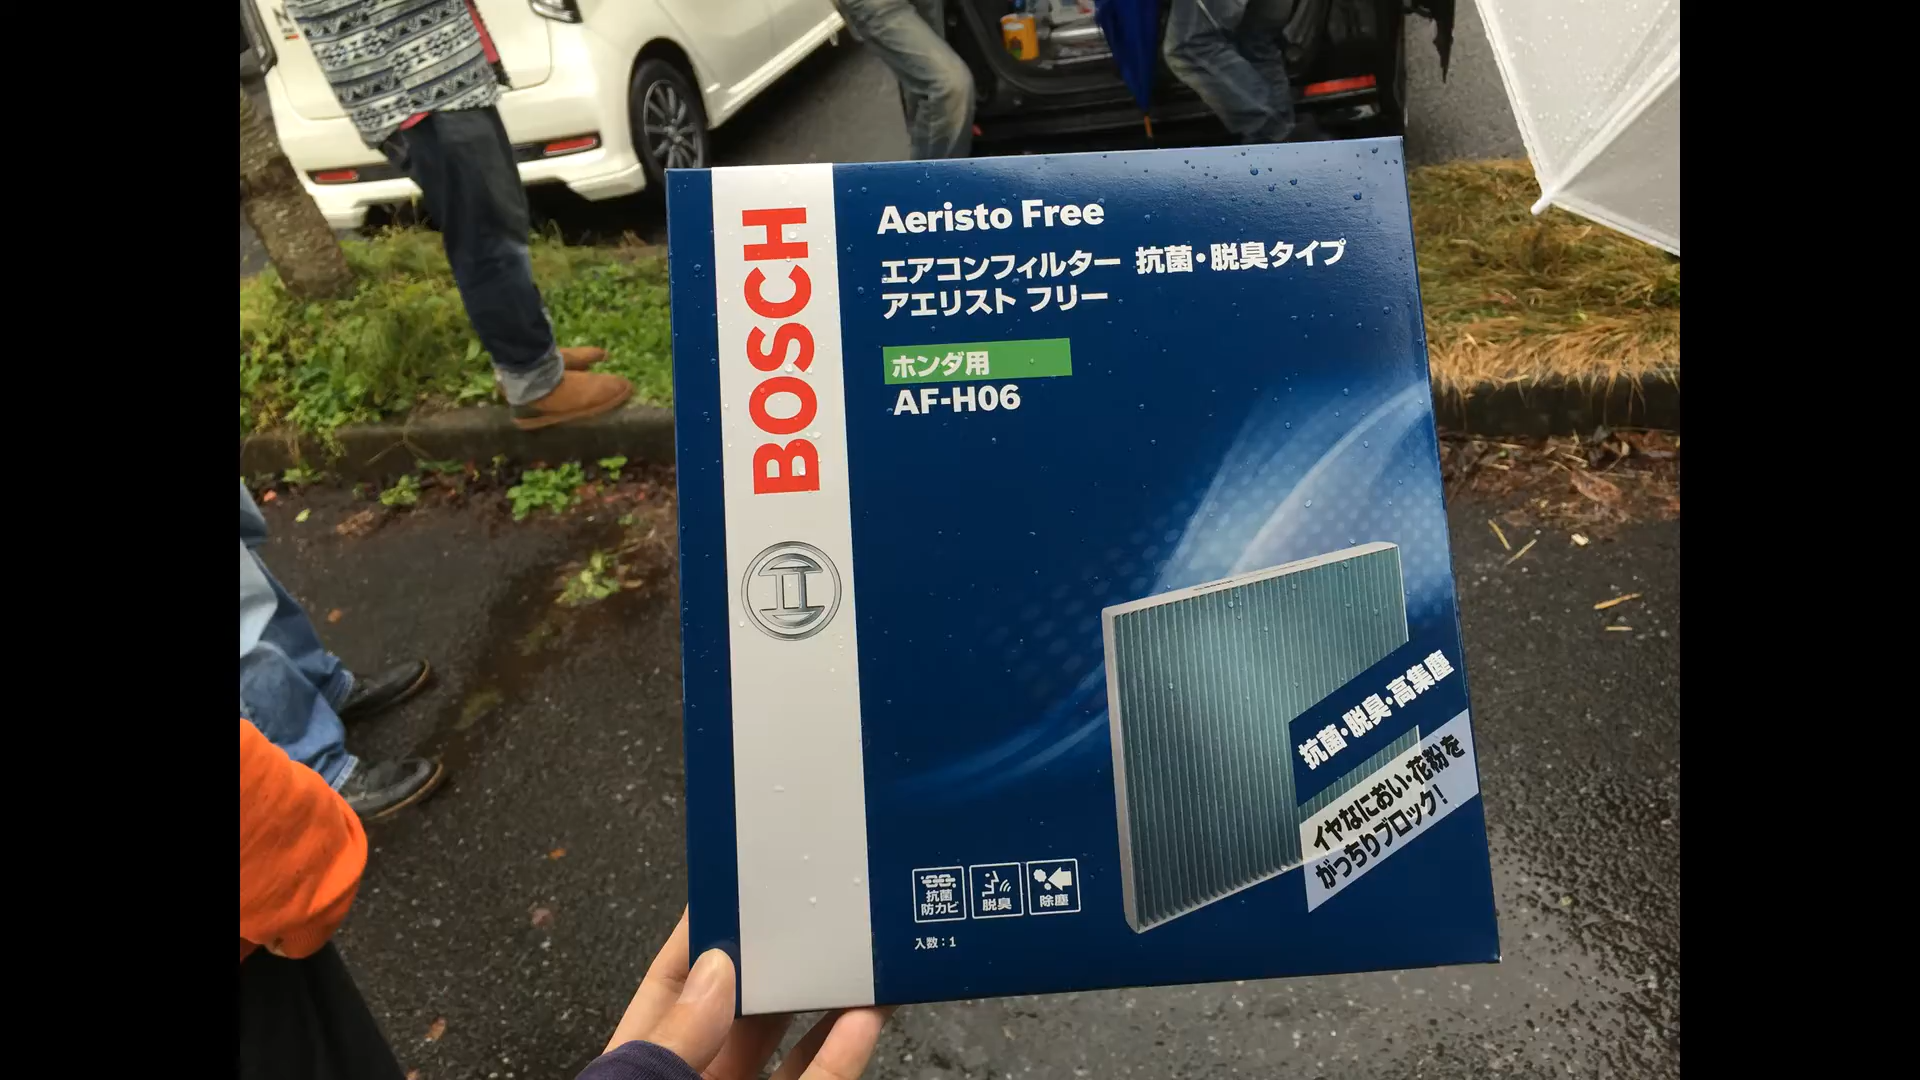 BOSCH
Aeristo Free
エアコンフィルター 抗菌・脱臭タイプ
アエリスト フリー
ホンダ用
AF-H06
抗菌・脱臭・高集塵
イヤなにおい・花粉を
がっちりブロック!
抗菌
防カビ
脱臭
除塵
入数:1